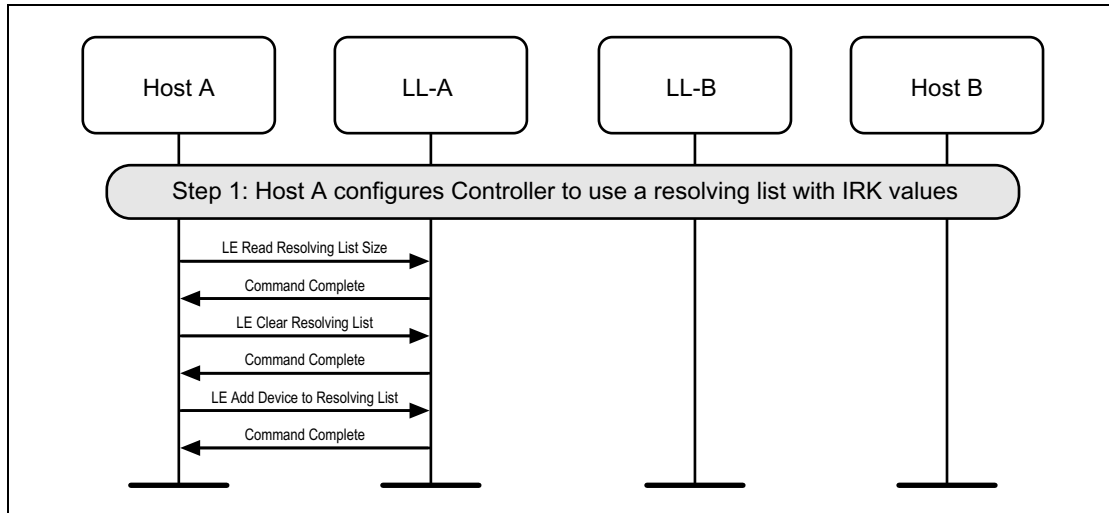 Host A
LL-A
LL-B
Host B
Step 1: Host A configures Controller to use a resolving list with IRK values
LE Read Resolving List Size
Command Complete
LE Clear Resolving List
Command Complete
LE Add Device to Resolving List
Command Complete